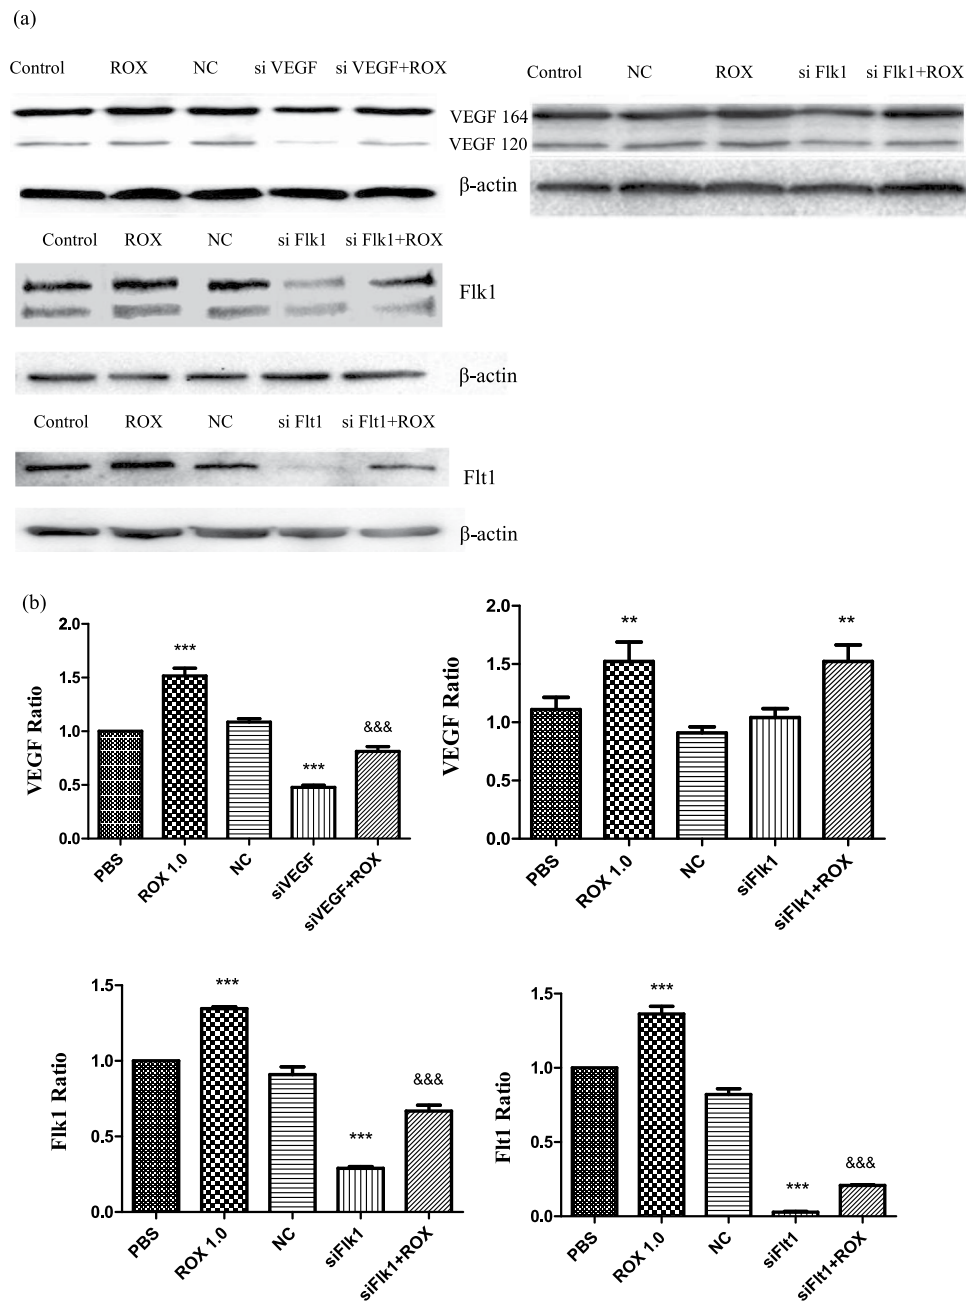 (a)
Control ROX NC si VEGF si VEGF+ROX
VEGF 164
VEGF 120
β-actin
Control NC ROX si Flk1 si Flk1+ROX
Control ROX NC si Flk1 si Flk1+ROX
Flk1
β-actin
Control ROX NC si Flt1 si Flt1+ROX
Flt1
β-actin
(b)
VEGF Ratio
2.0
1.5
1.0
0.5
0.0
***
***
&&&
PBS
ROX 1.0
NC
siVEGF
siVEGF+ROX
VEGF Ratio
2.0
1.5
1.0
0.5
0.0
**
**
PBS
ROX 1.0
NC
siFlk1
siFlk1+ROX
Flk1 Ratio
1.5
1.0
0.5
0.0
***
***
&&&
PBS
ROX 1.0
NC
siFlk1
siFlk1+ROX
Flt1 Ratio
1.5
1.0
0.5
0.0
***
***
&&&
PBS
ROX 1.0
NC
siFlt1
siFlt1+ROX